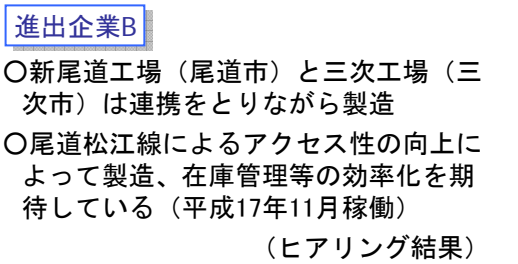 進出企業B
〇新尾道工場（尾道市）と三次工場（三
次市）は連携をとりながら製造
〇尾道松江線によるアクセス性の向上に
よって製造、在庫管理等の効率化を期
待している（平成17年11月稼働）
（ヒアリング結果）